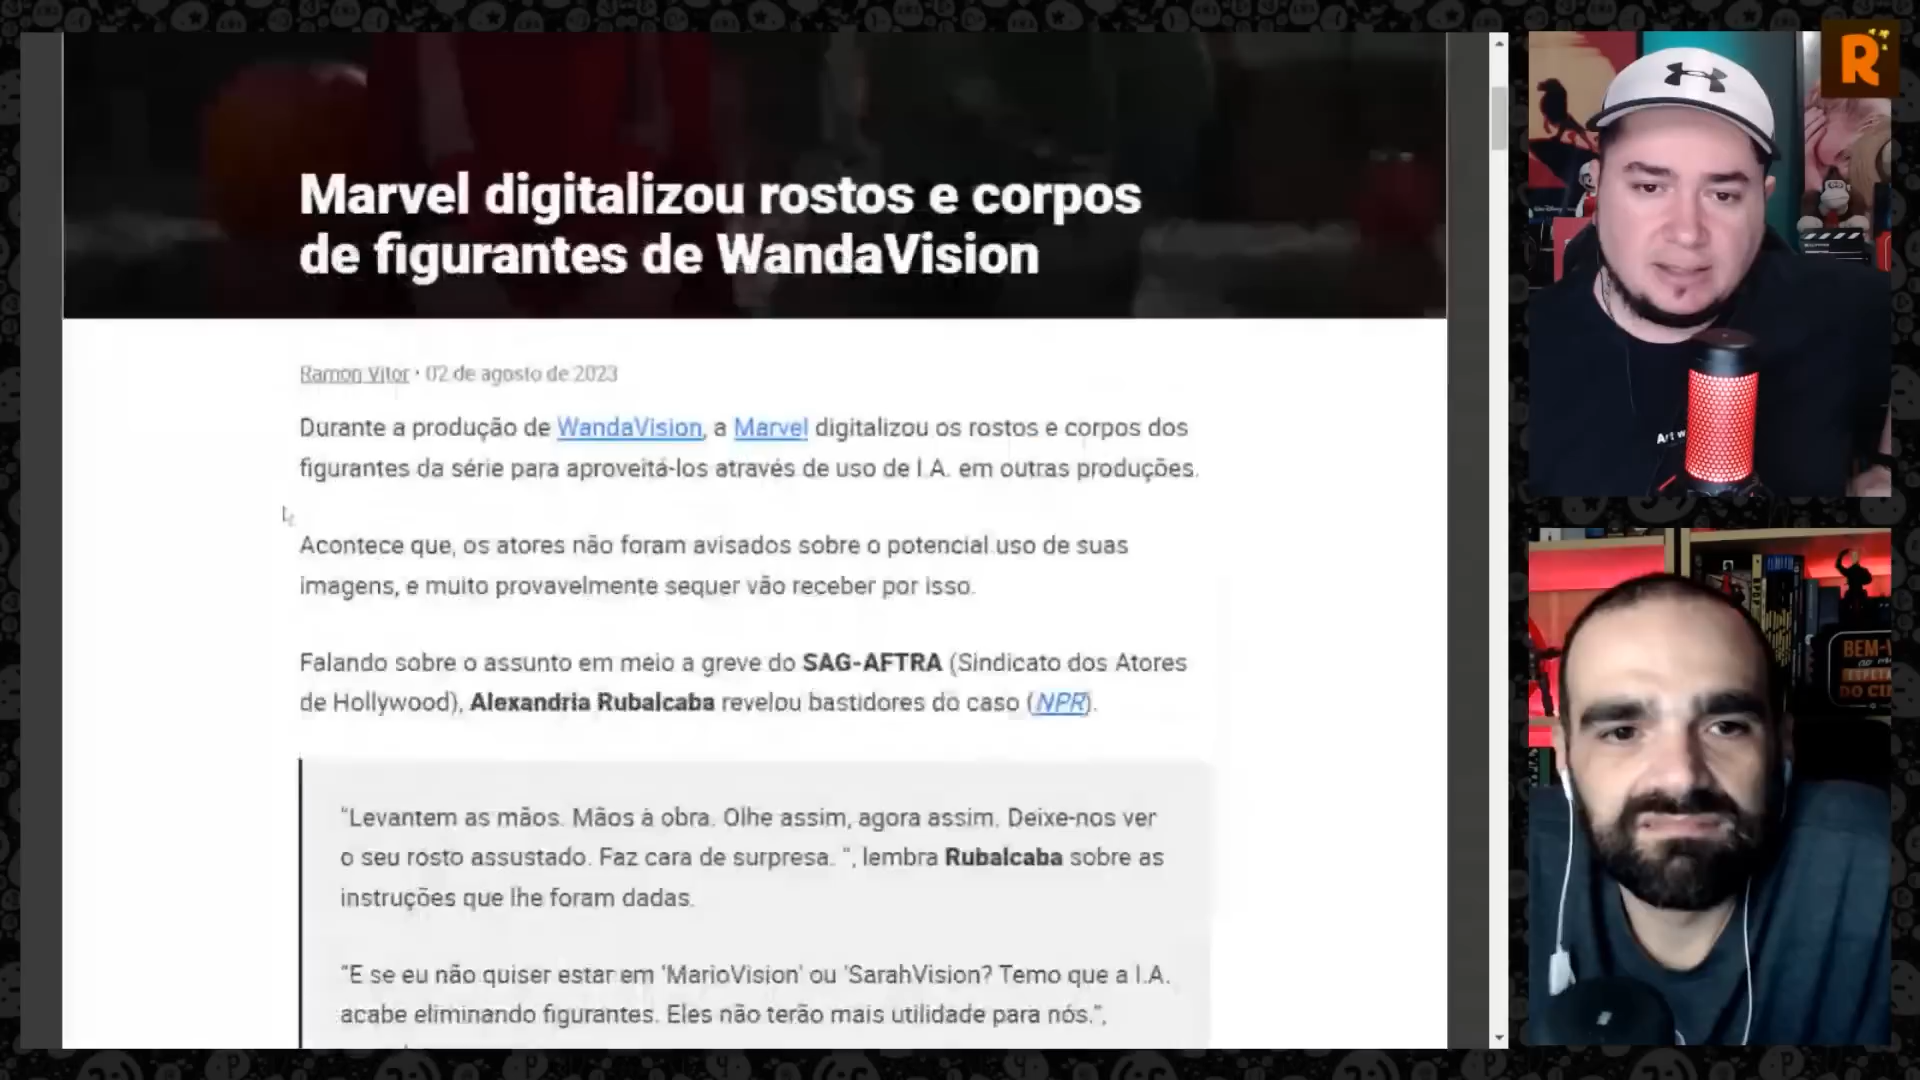 Marvel digitalizou rostos e corpos
de figurantes de WandaVision
Ramon Vitor • 02 de agosto de 2023
Durante a produção de WandaVision, a Marvel digitalizou os rostos e corpos dos
figurantes da série para aproveitá-los através de uso de I.A. em outras produções.
Acontece que, os atores não foram avisados sobre o potencial uso de suas
imagens, e muito provavelmente sequer vão receber por isso.
Falando sobre o assunto em meio a greve do SAG-AFTRA (Sindicato dos Atores
de Hollywood), Alexandria Rubalcaba revelou bastidores do caso (NPR).
"Levantem as mãos. Mãos à obra. Olhe assim, agora assim. Deixe-nos ver
o seu rosto assustado. Faz cara de surpresa. ", lembra Rubalcaba sobre as
instruções que lhe foram dadas.
"E se eu não quiser estar em 'MarioVision' ou 'SarahVision? Temo que a I.A.
acabe eliminando figurantes. Eles não terão mais utilidade para nós.",
R
BEM-V
DO CI